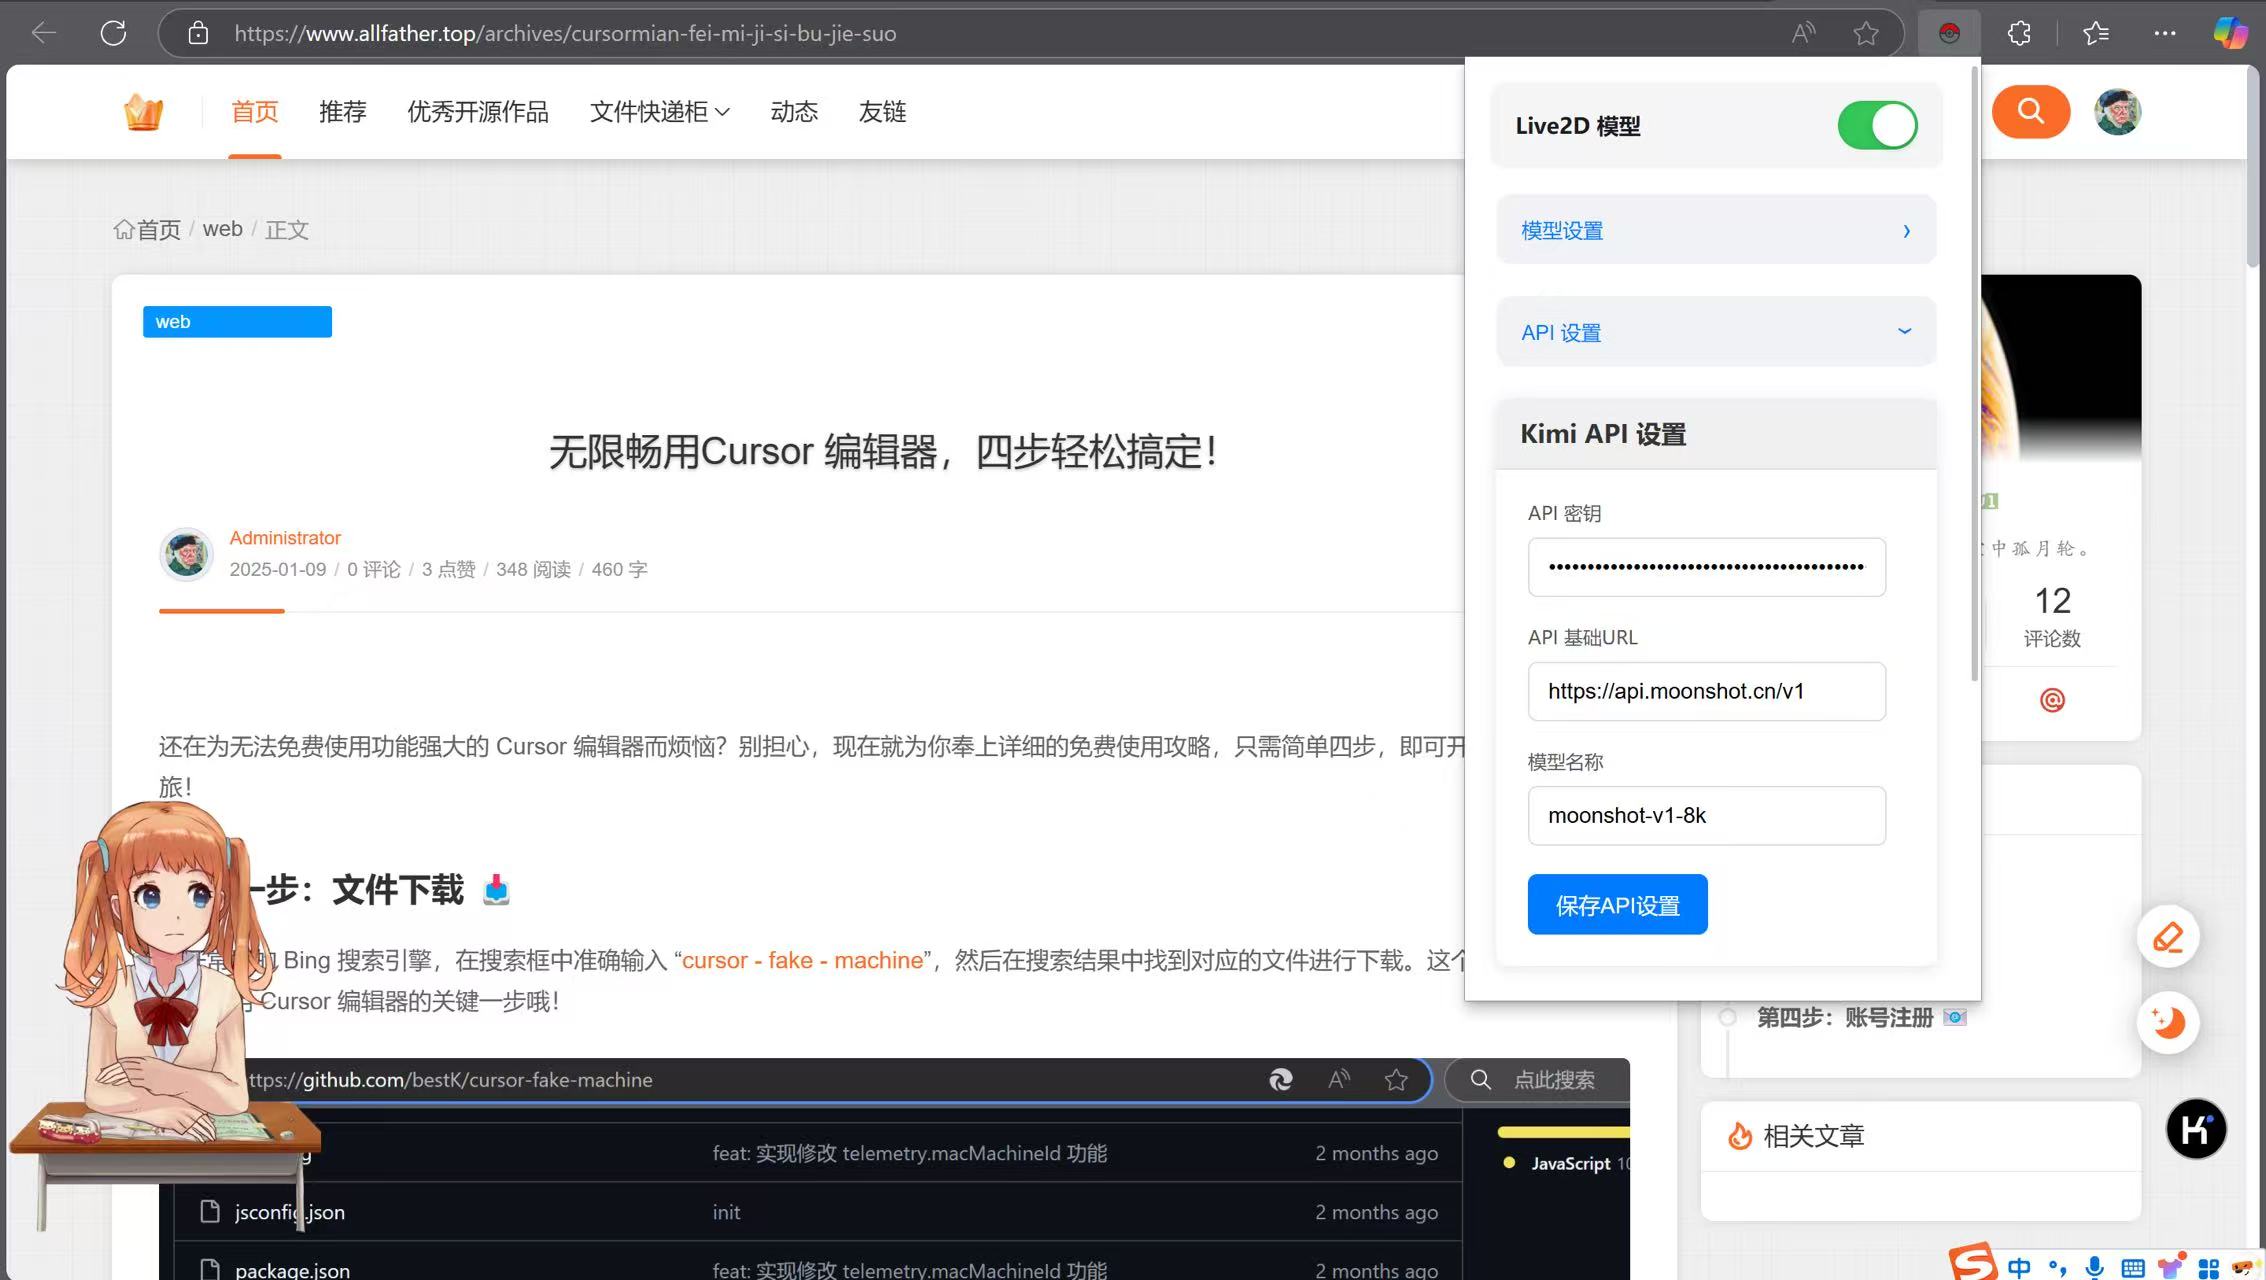 https://www.allfather.top/archives/cursormian-fei-mi-ji-si-bu-jie-suo
首页 推荐 优秀开源作品 文件快递柜 动态 友链
首页 / web / 正文
web
无限畅用Cursor 编辑器，四步轻松搞定！
Administrator
2025-01-09 / 0 评论 / 3 点赞 / 348 阅读 / 460 字
还在为无法免费使用功能强大的 Cursor 编辑器而烦恼？别担心，现在就为你奉上详细的免费使用攻略，只需简单四步，即可开
旅！
一步：文件下载
Bing 搜索引擎，在搜索框中准确输入 “cursor - fake - machine”，然后在搜索结果中找到对应的文件进行下载。这个
Cursor 编辑器的关键一步哦！
ttps://github.com/bestK/cursor-fake-machine
点此搜索
feat: 实现修改 telemetry.macMachineId 功能 2 months ago
JavaScript
jsconfig.json init 2 months ago
package.json feat: 实现修改 telemetry.macMachineId 功能 2 months ago
Live2D 模型
模型设置
API 设置
Kimi API 设置
API 密钥
API 基础URL
https://api.moonshot.cn/v1
模型名称
moonshot-v1-8k
保存API设置
中孤月轮。
12
评论数
第四步：账号注册
相关文章
K
S 中